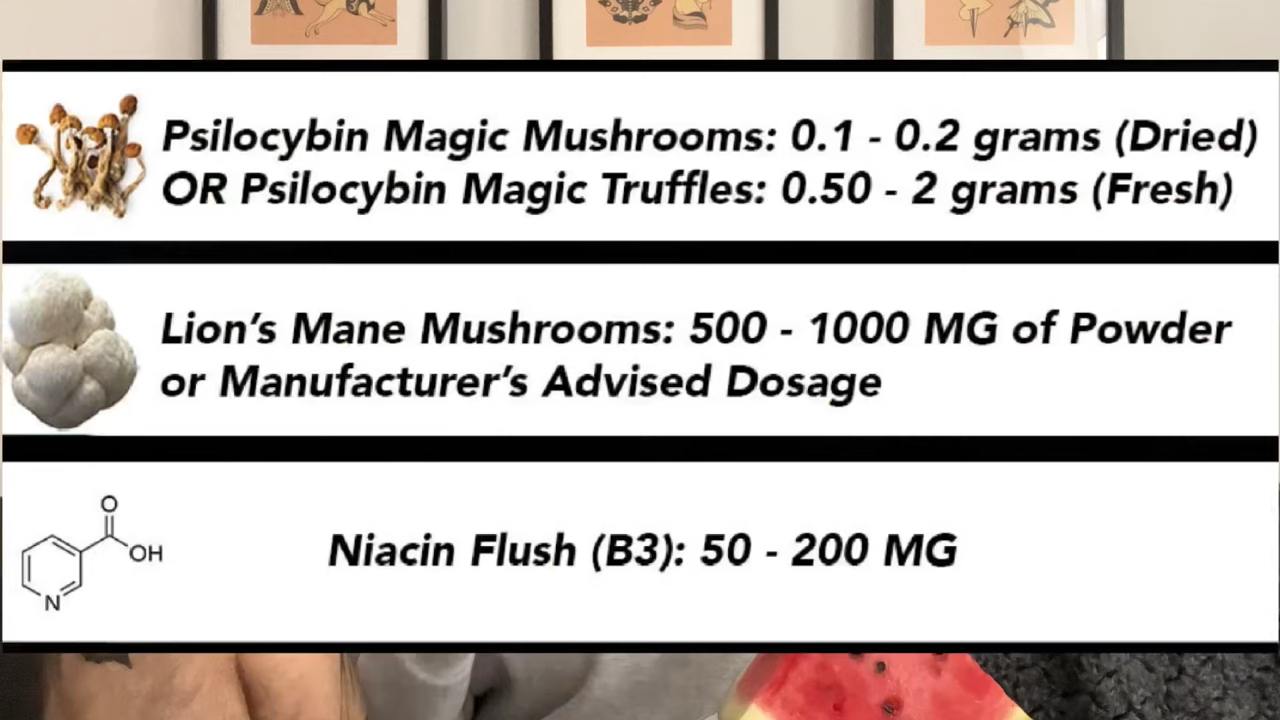 Psilocybin Magic Mushrooms: 0.1 - 0.2 grams (Dried)
OR Psilocybin Magic Truffles: 0.50 - 2 grams (Fresh)
Lion's Mane Mushrooms: 500 - 1000 MG of Powder
or Manufacturer's Advised Dosage
O
OH
N
Niacin Flush (B3): 50 - 200 MG